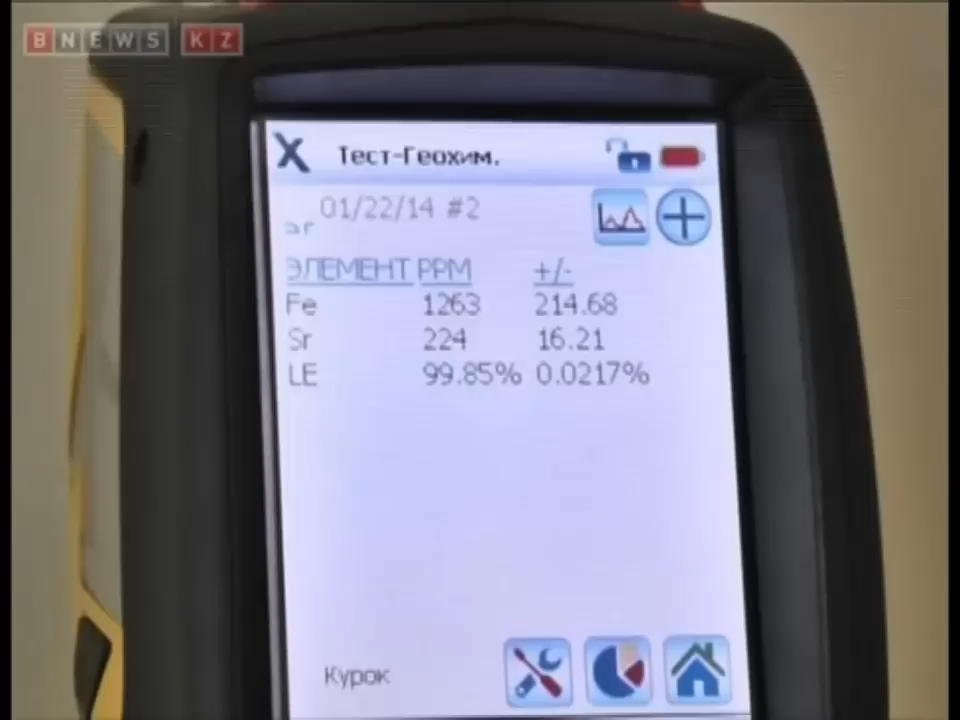 BNEWS KZ
Тест-Геохим.
01/22/14 #2
ЭЛЕМЕНТ PPM +/-
Fe 1263 214.68
Sr 224 16.21
LE 99.85% 0.0217%
Курок